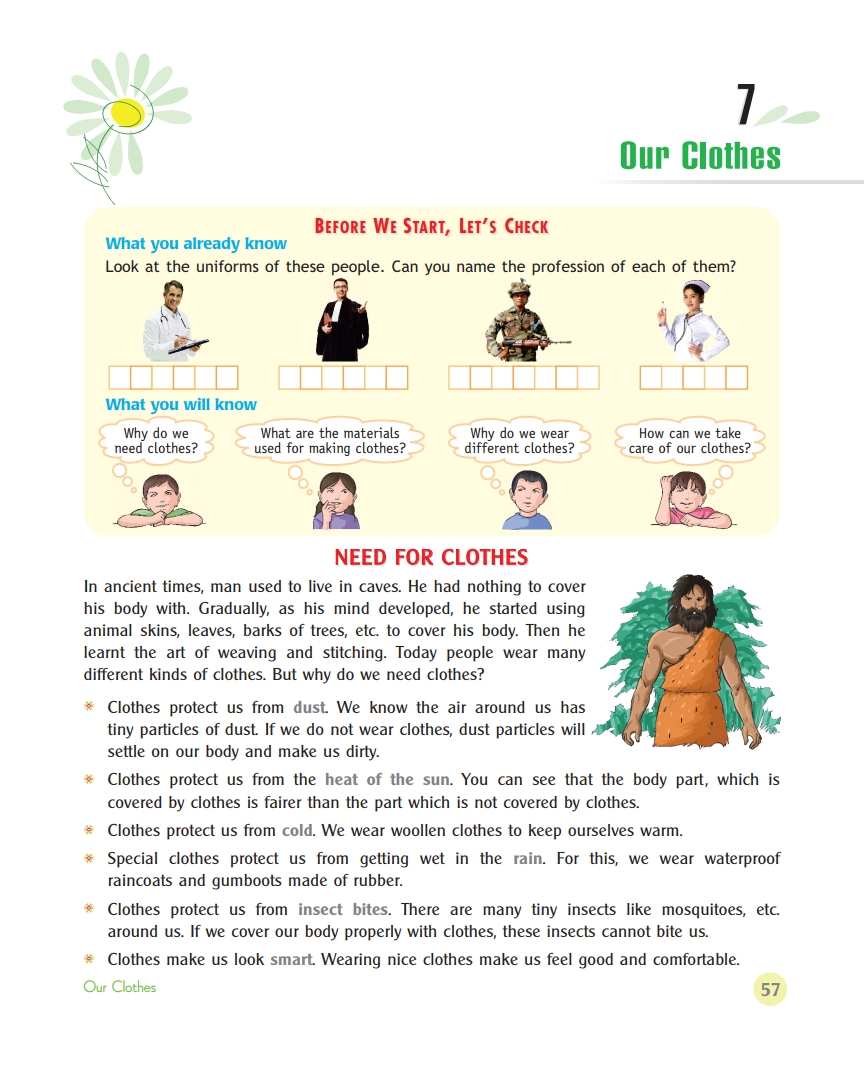 7
Our Clothes
BEFORE WE START, LET'S CHECK
What you already know
Look at the uniforms of these people. Can you name the profession of each of them?
What you will know
Why do we
need clothes?
What are the materials
used for making clothes?
Why do we wear
different clothes?
How can we take
care of our clothes?
NEED FOR CLOTHES
In ancient times, man used to live in caves. He had nothing to cover
his body with. Gradually, as his mind developed, he started using
animal skins, leaves, barks of trees, etc. to cover his body. Then he
learnt the art of weaving and stitching. Today people wear many
different kinds of clothes. But why do we need clothes?
Clothes protect us from dust. We know the air around us has
tiny particles of dust. If we do not wear clothes, dust particles will
settle on our body and make us dirty.
Clothes protect us from the heat of the sun. You can see that the body part, which is
covered by clothes is fairer than the part which is not covered by clothes.
Clothes protect us from cold. We wear woollen clothes to keep ourselves warm.
Special clothes protect us from getting wet in the rain. For this, we wear waterproof
raincoats and gumboots made of rubber.
Clothes protect us from insect bites. There are many tiny insects like mosquitoes, etc.
around us. If we cover our body properly with clothes, these insects cannot bite us.
Clothes make us look smart. Wearing nice clothes make us feel good and comfortable.
Our Clothes
57